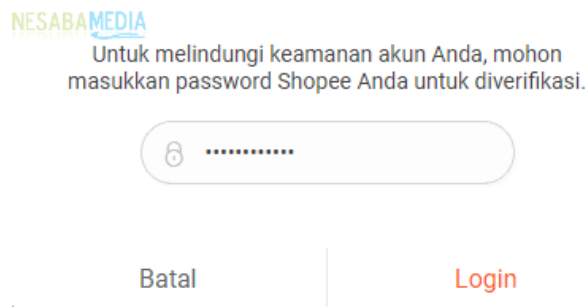 NESABAMEDIA
Untuk melindungi keamanan akun Anda, mohon
masukkan password Shopee Anda untuk diverifikasi.
••••••••••••
Batal
Login